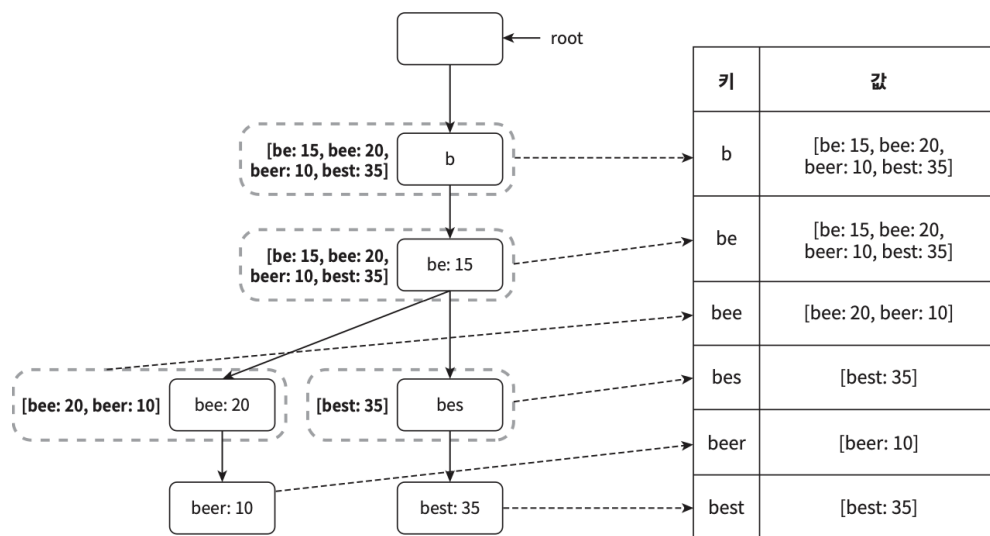 root
[be: 15, bee: 20,
beer: 10, best: 35]
b
[be: 15, bee: 20,
beer: 10, best: 35]
be: 15
[bee: 20, beer: 10]
bee: 20
[best: 35]
bes
beer: 10
best: 35
키
값
b
[be: 15, bee: 20,
beer: 10, best: 35]
be
[be: 15, bee: 20,
beer: 10, best: 35]
bee
[bee: 20, beer: 10]
bes
[best: 35]
beer
[beer: 10]
best
[best: 35]